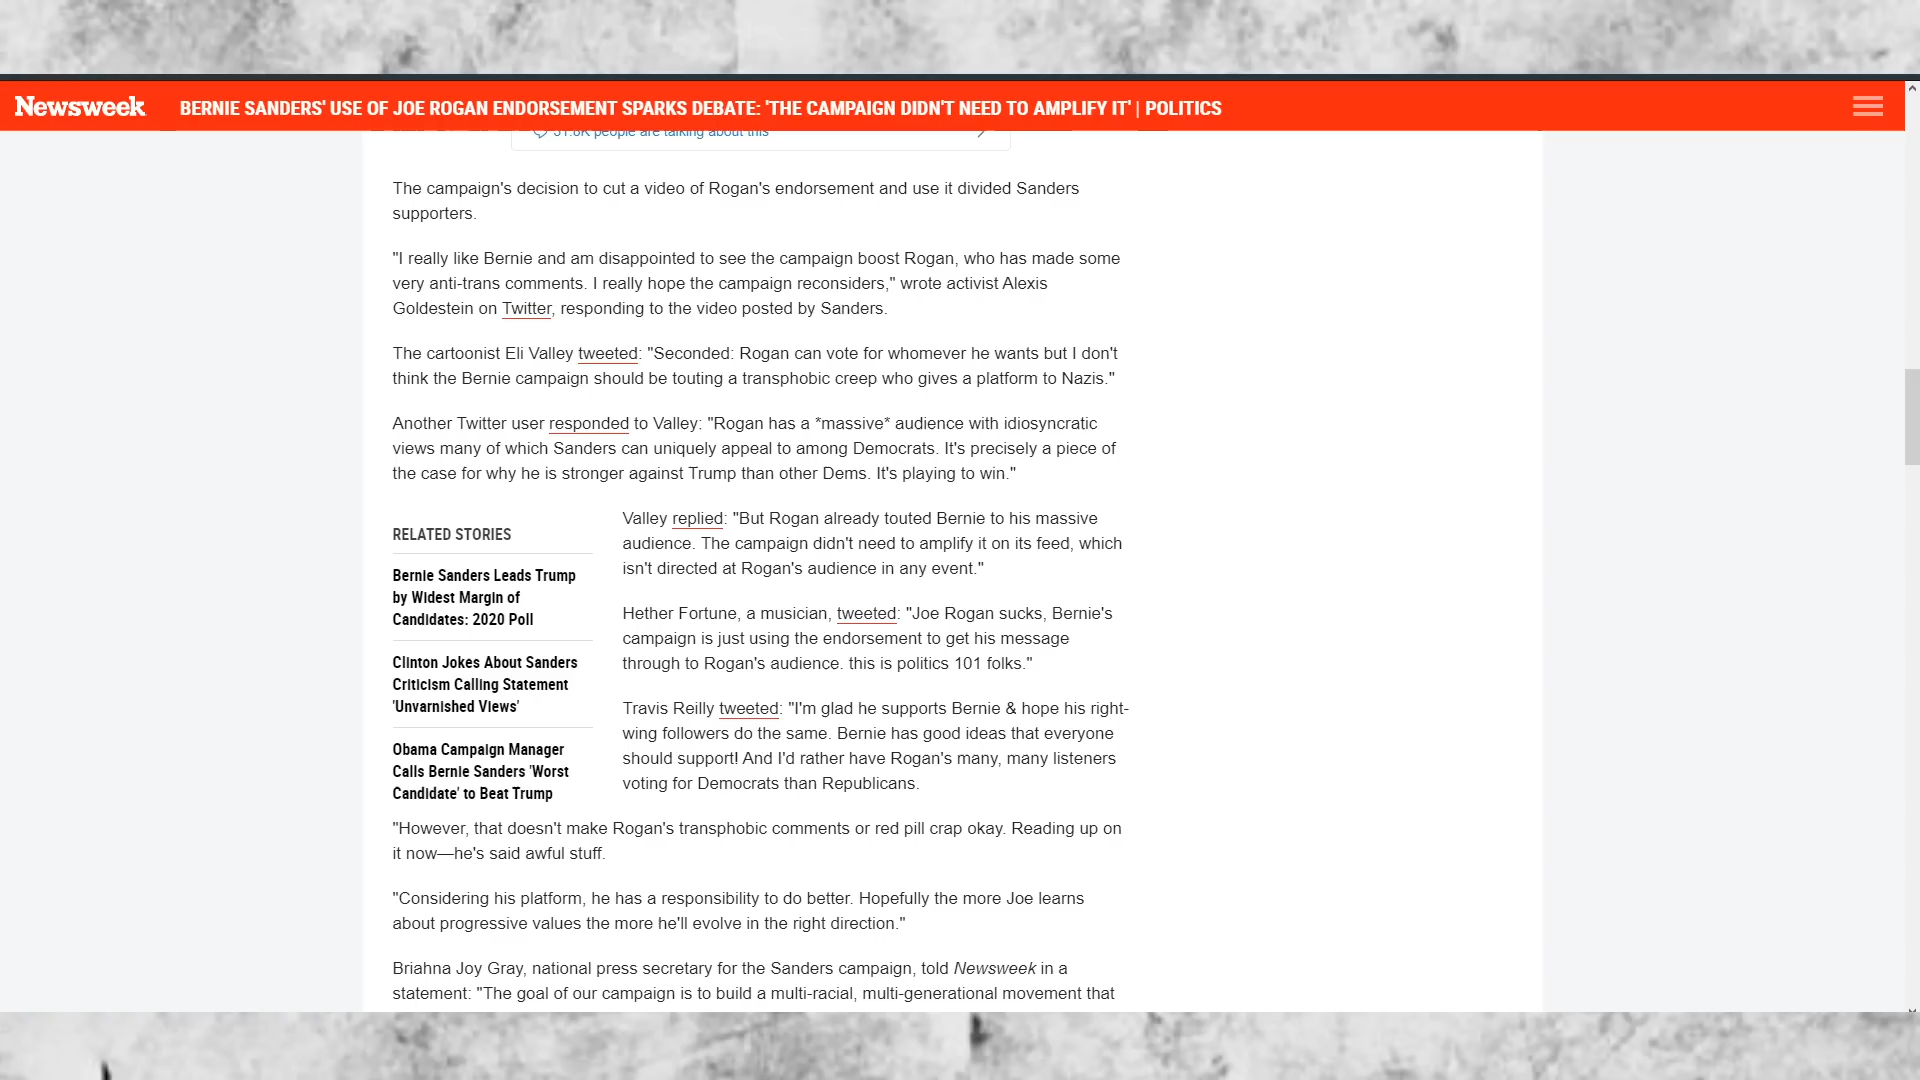 Newsweek
BERNIE SANDERS' USE OF JOE ROGAN ENDORSEMENT SPARKS DEBATE: 'THE CAMPAIGN DIDN'T NEED TO AMPLIFY IT' | POLITICS
people are talking about this
The campaign's decision to cut a video of Rogan's endorsement and use it divided Sanders
supporters.
"I really like Bernie and am disappointed to see the campaign boost Rogan, who has made some
very anti-trans comments. I really hope the campaign reconsiders," wrote activist Alexis
Goldestein on Twitter, responding to the video posted by Sanders.
The cartoonist Eli Valley tweeted: "Seconded: Rogan can vote for whomever he wants but I don't
think the Bernie campaign should be touting a transphobic creep who gives a platform to Nazis."
Another Twitter user responded to Valley: "Rogan has a *massive* audience with idiosyncratic
views many of which Sanders can uniquely appeal to among Democrats. It's precisely a piece of
the case for why he is stronger against Trump than other Dems. It's playing to win."
RELATED STORIES
Bernie Sanders Leads Trump
by Widest Margin of
Candidates: 2020 Poll
Clinton Jokes About Sanders
Criticism Calling Statement
'Unvarnished Views'
Obama Campaign Manager
Calls Bernie Sanders 'Worst
Candidate' to Beat Trump
Valley replied: "But Rogan already touted Bernie to his massive
audience. The campaign didn't need to amplify it on its feed, which
isn't directed at Rogan's audience in any event."
Hether Fortune, a musician, tweeted: "Joe Rogan sucks, Bernie's
campaign is just using the endorsement to get his message
through to Rogan's audience. this is politics 101 folks."
Travis Reilly tweeted: "I'm glad he supports Bernie & hope his right-
wing followers do the same. Bernie has good ideas that everyone
should support! And I'd rather have Rogan's many, many listeners
voting for Democrats than Republicans.
"However, that doesn't make Rogan's transphobic comments or red pill crap okay. Reading up on
it now—he's said awful stuff.
"Considering his platform, he has a responsibility to do better. Hopefully the more Joe learns
about progressive values the more he'll evolve in the right direction."
Briahna Joy Gray, national press secretary for the Sanders campaign, told Newsweek in a
statement: "The goal of our campaign is to build a multi-racial, multi-generational movement that